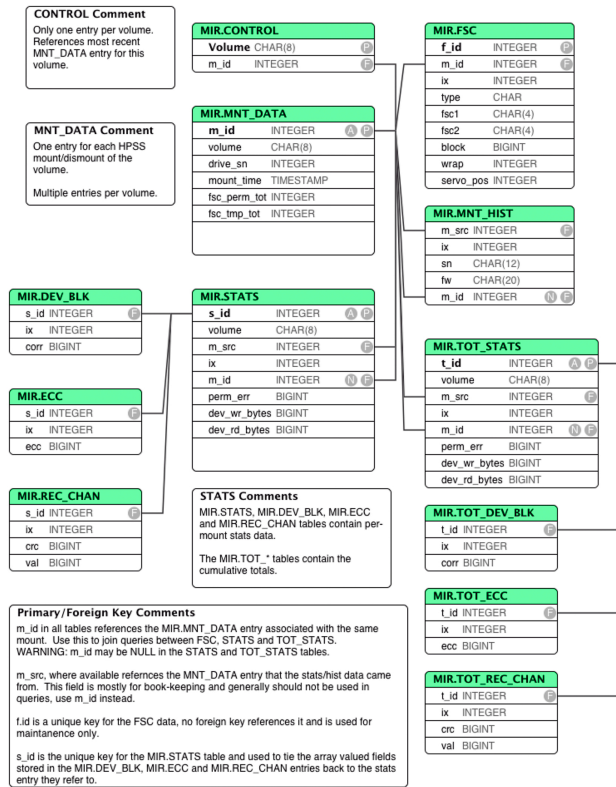 CONTROL Comment
Only one entry per volume.
References most recent
MNT_DATA entry for this
volume.
MNT_DATA Comment
One entry for each HPSS
mount/dismount of the
volume.
Multiple entries per volume.
MIR.CONTROL
Volume CHAR(8) P
m_id INTEGER F
MIR.MNT_DATA
m_id INTEGER A P
volume CHAR(8)
drive_sn INTEGER
mount_time TIMESTAMP
fsc_perm_tot INTEGER
fsc_tmp_tot INTEGER
MIR.FSC
f_id INTEGER P
m_id INTEGER F
ix INTEGER
type CHAR
fsc1 CHAR(4)
fsc2 CHAR(4)
block BIGINT
wrap INTEGER
servo_pos INTEGER
MIR.MNT_HIST
m_src INTEGER F
ix INTEGER
sn CHAR(12)
fw CHAR(20)
m_id INTEGER N F
MIR.DEV_BLK
s_id INTEGER F
ix INTEGER
corr BIGINT
MIR.ECC
s_id INTEGER F
ix INTEGER
ecc BIGINT
MIR.REC_CHAN
s_id INTEGER F
ix INTEGER
crc BIGINT
val BIGINT
MIR.STATS
s_id INTEGER A P
volume CHAR(8)
m_src INTEGER F
ix INTEGER
m_id INTEGER N F
perm_err BIGINT
dev_wr_bytes BIGINT
dev_rd_bytes BIGINT
STATS Comments
MIR.STATS, MIR.DEV_BLK, MIR.ECC
and MIR.REC_CHAN tables contain per-
mount stats data.
The MIR.TOT_* tables contain the
cumulative totals.
MIR.TOT_STATS
t_id INTEGER A P
volume CHAR(8)
m_src INTEGER F
ix INTEGER
m_id INTEGER N F
perm_err BIGINT
dev_wr_bytes BIGINT
dev_rd_bytes BIGINT
MIR.TOT_DEV_BLK
t_id INTEGER F
ix INTEGER
corr BIGINT
MIR.TOT_ECC
t_id INTEGER F
ix INTEGER
ecc BIGINT
MIR.TOT_REC_CHAN
t_id INTEGER F
ix INTEGER
crc BIGINT
val BIGINT
Primary/Foreign Key Comments
m_id in all tables references the MIR.MNT_DATA entry associated with the same
mount. Use this to join queries between FSC, STATS and TOT_STATS.
WARNING: m_id may be NULL in the STATS and TOT_STATS tables.
m_src, where available refernces the MNT_DATA entry that the stats/hist data came
from. This field is mostly for book-keeping and generally should not be used in
queries, use m_id instead.
f.id is a unique key for the FSC data, no foreign key references it and is used for
maintanence only.
s_id is the unique key for the MIR.STATS table and used to tie the array valued fields
stored in the MIR.DEV_BLK, MIR.ECC and MIR.REC_CHAN entries back to the stats
entry they refer to.